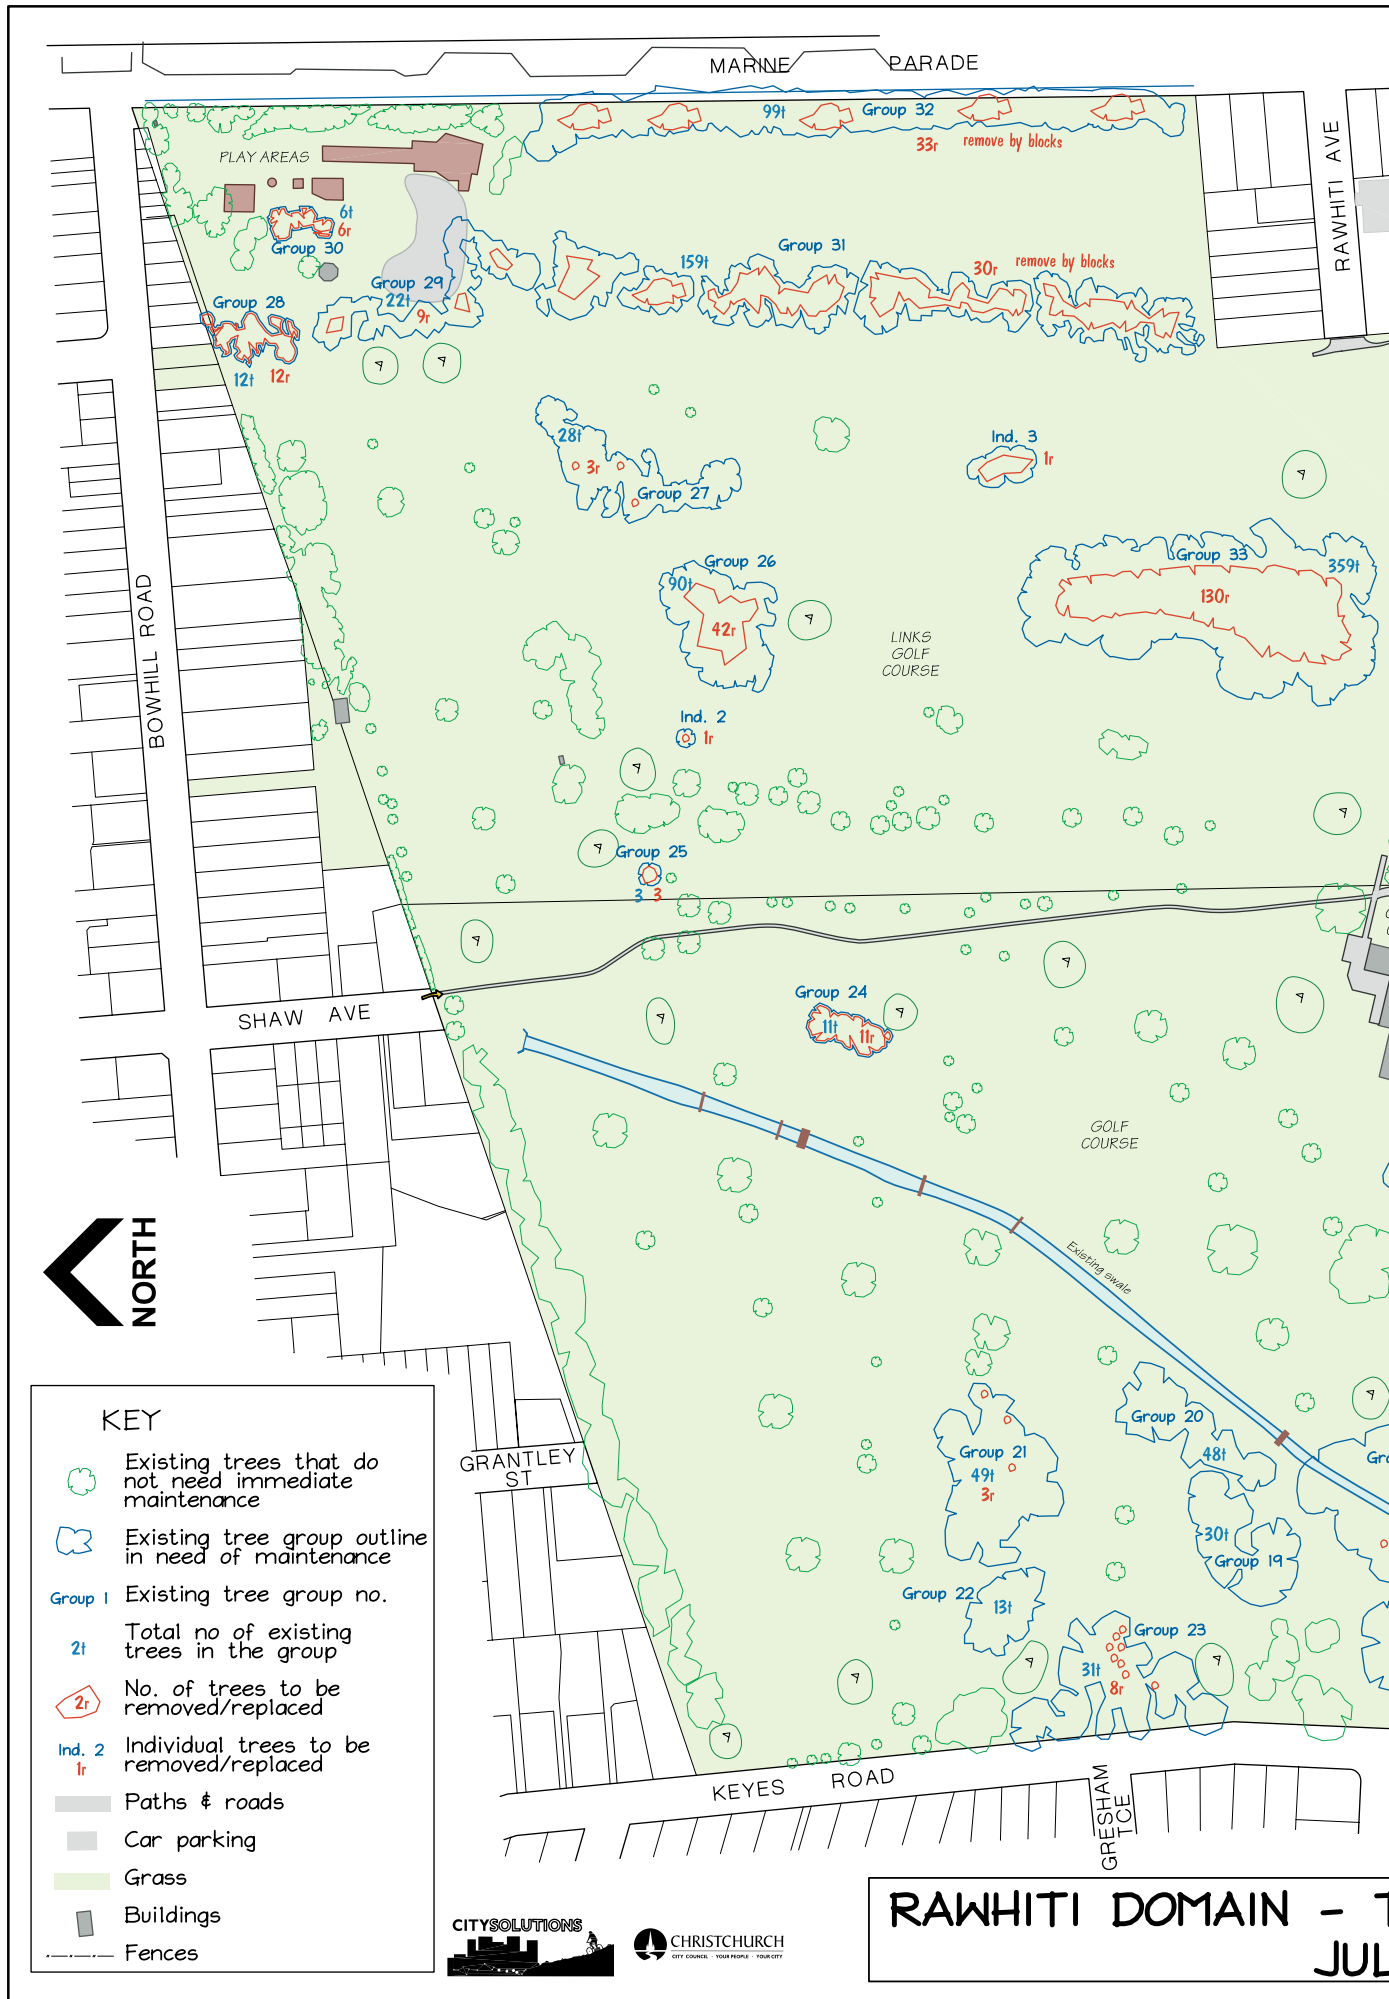 MARINE PARADE
99t
Group 32
33r
remove by blocks
RAWHITI AVE
PLAY AREAS
6t
6r
Group 30
Group 31
159t
30r
remove by blocks
Group 29
22t
9r
Group 28
12t
12r
28t
3r
Group 27
Ind. 3
1r
Group 26
90t
42r
Group 33
359t
130r
LINKS
GOLF
COURSE
BOWHILL ROAD
Ind. 2
1r
Group 25
3
3
SHAW AVE
Group 24
11t
11r
GOLF
COURSE
NORTH
Existing swale
Group 20
48t
Group 21
49t
3r
30t
Group 19
Group 22
13t
Group 23
31t
8r
GRANTLEY
ST
KEYES ROAD
GRESHAM
TCE
KEY
Existing trees that do
not need immediate
maintenance
Existing tree group outline
in need of maintenance
Group 1
Existing tree group no.
2t
Total no of existing
trees in the group
2r
No. of trees to be
removed/replaced
Ind. 2
1r
Individual trees to be
removed/replaced
Paths & roads
Car parking
Grass
Buildings
Fences
CITYSOLUTIONS
CHRISTCHURCH
CITY COUNCIL · YOUR PEOPLE · YOUR CITY
RAWHITI DOMAIN - T
JUL